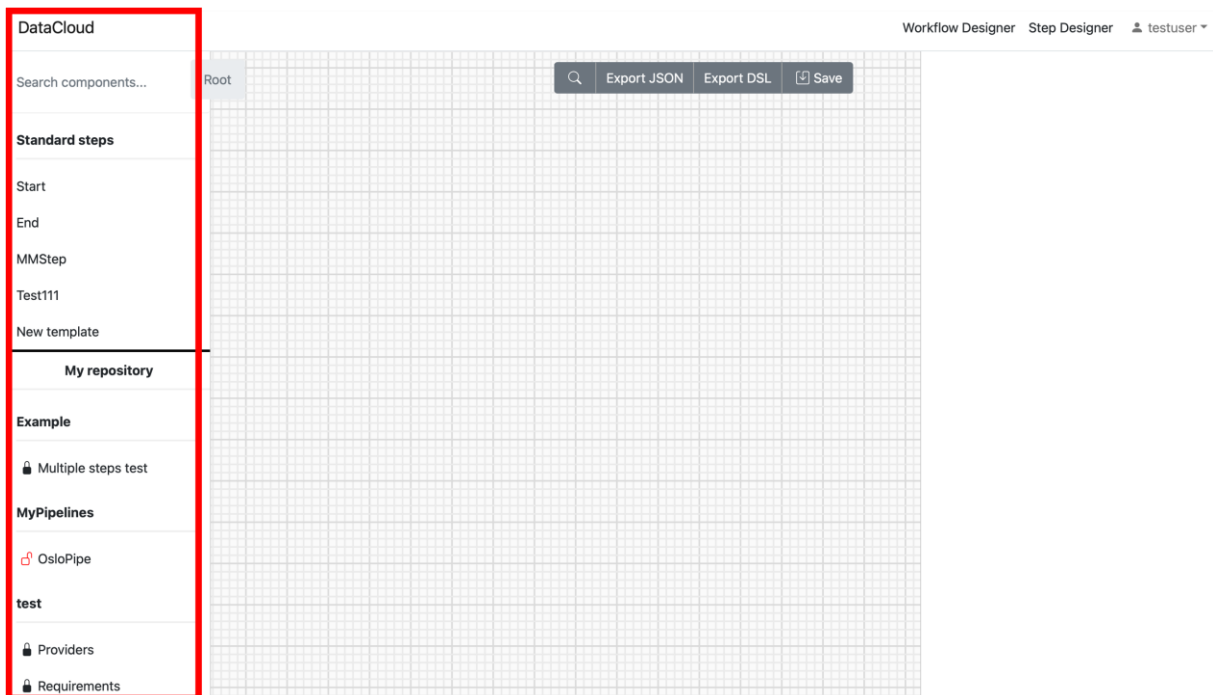 DataCloud
Workflow Designer Step Designer testuser
Search components...
Root
Export JSON Export DSL Save
Standard steps
Start
End
MMStep
Test111
New template
My repository
Example
Multiple steps test
MyPipelines
OsloPipe
test
Providers
Requirements